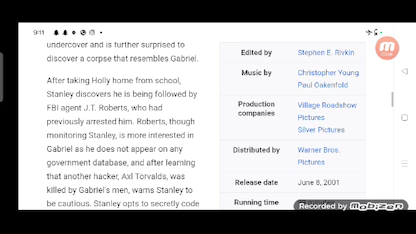 9:11
undercover and is further surprised to
discover a corpse that resembles Gabriel.
After taking Holly home from school,
Stanley discovers he is being followed by
FBI agent J.T. Roberts, who had
previously arrested him. Roberts, though
monitoring Stanley, is more interested in
Gabriel as he does not appear on any
government database, and after learning
that another hacker, Axl Torvalds, was
killed by Gabriel's men, warns Stanley to
be cautious. Stanley opts to secretly code
Edited by
Stephen E. Rivkin
Music by
Christopher Young
Paul Oakenfold
Production
companies
Village Roadshow
Pictures
Silver Pictures
Distributed by
Warner Bros.
Pictures
Release date
June 8, 2001
Running time
Recorded by Mobizen